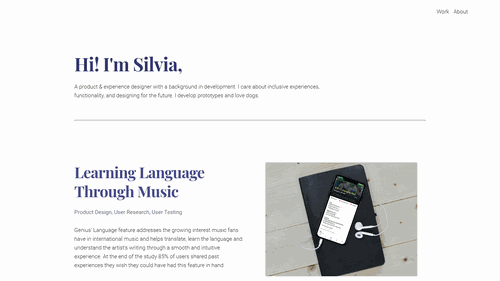 Work About
Hi! I'm Silvia,
A product & experience designer with a background in development. I care about inclusive experiences,
functionality, and designing for the future. I develop prototypes and love dogs.
Learning Language
Through Music
Product Design, User Research, User Testing
Genius' Language feature addresses the growing interest music fans
have in international music and helps translate, learn the language and
understand the artist's writing through a smooth and intuitive
experience. At the end of the study 85% of users shared past
experiences they wish they could have had this feature in hand.